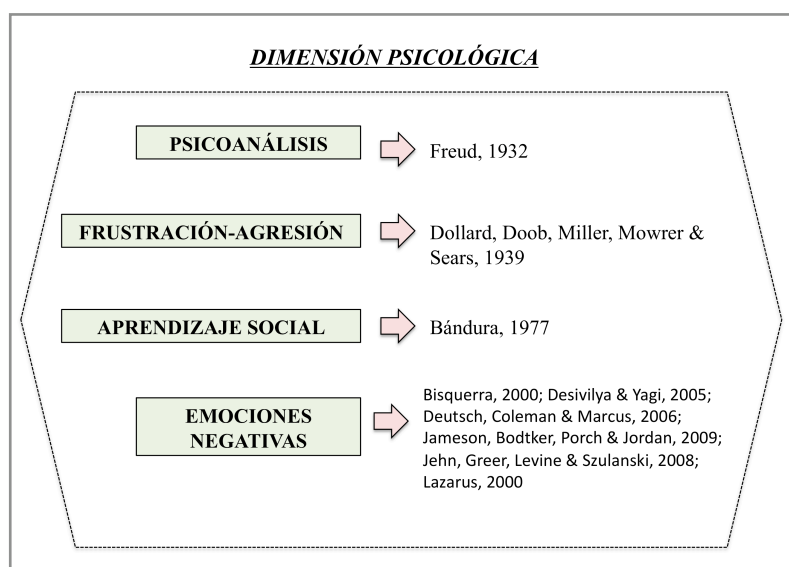 DIMENSIÓN PSICOLÓGICA
PSICOANÁLISIS
Freud, 1932
FRUSTRACIÓN-AGRESIÓN
Dollard, Doob, Miller, Mowrer &
Sears, 1939
APRENDIZAJE SOCIAL
Bándura, 1977
EMOCIONES
NEGATIVAS
Bisquerra, 2000; Desivilya & Yagi, 2005;
Deutsch, Coleman & Marcus, 2006;
Jameson, Bodtker, Porch & Jordan, 2009;
Jehn, Greer, Levine & Szulanski, 2008;
Lazarus, 2000